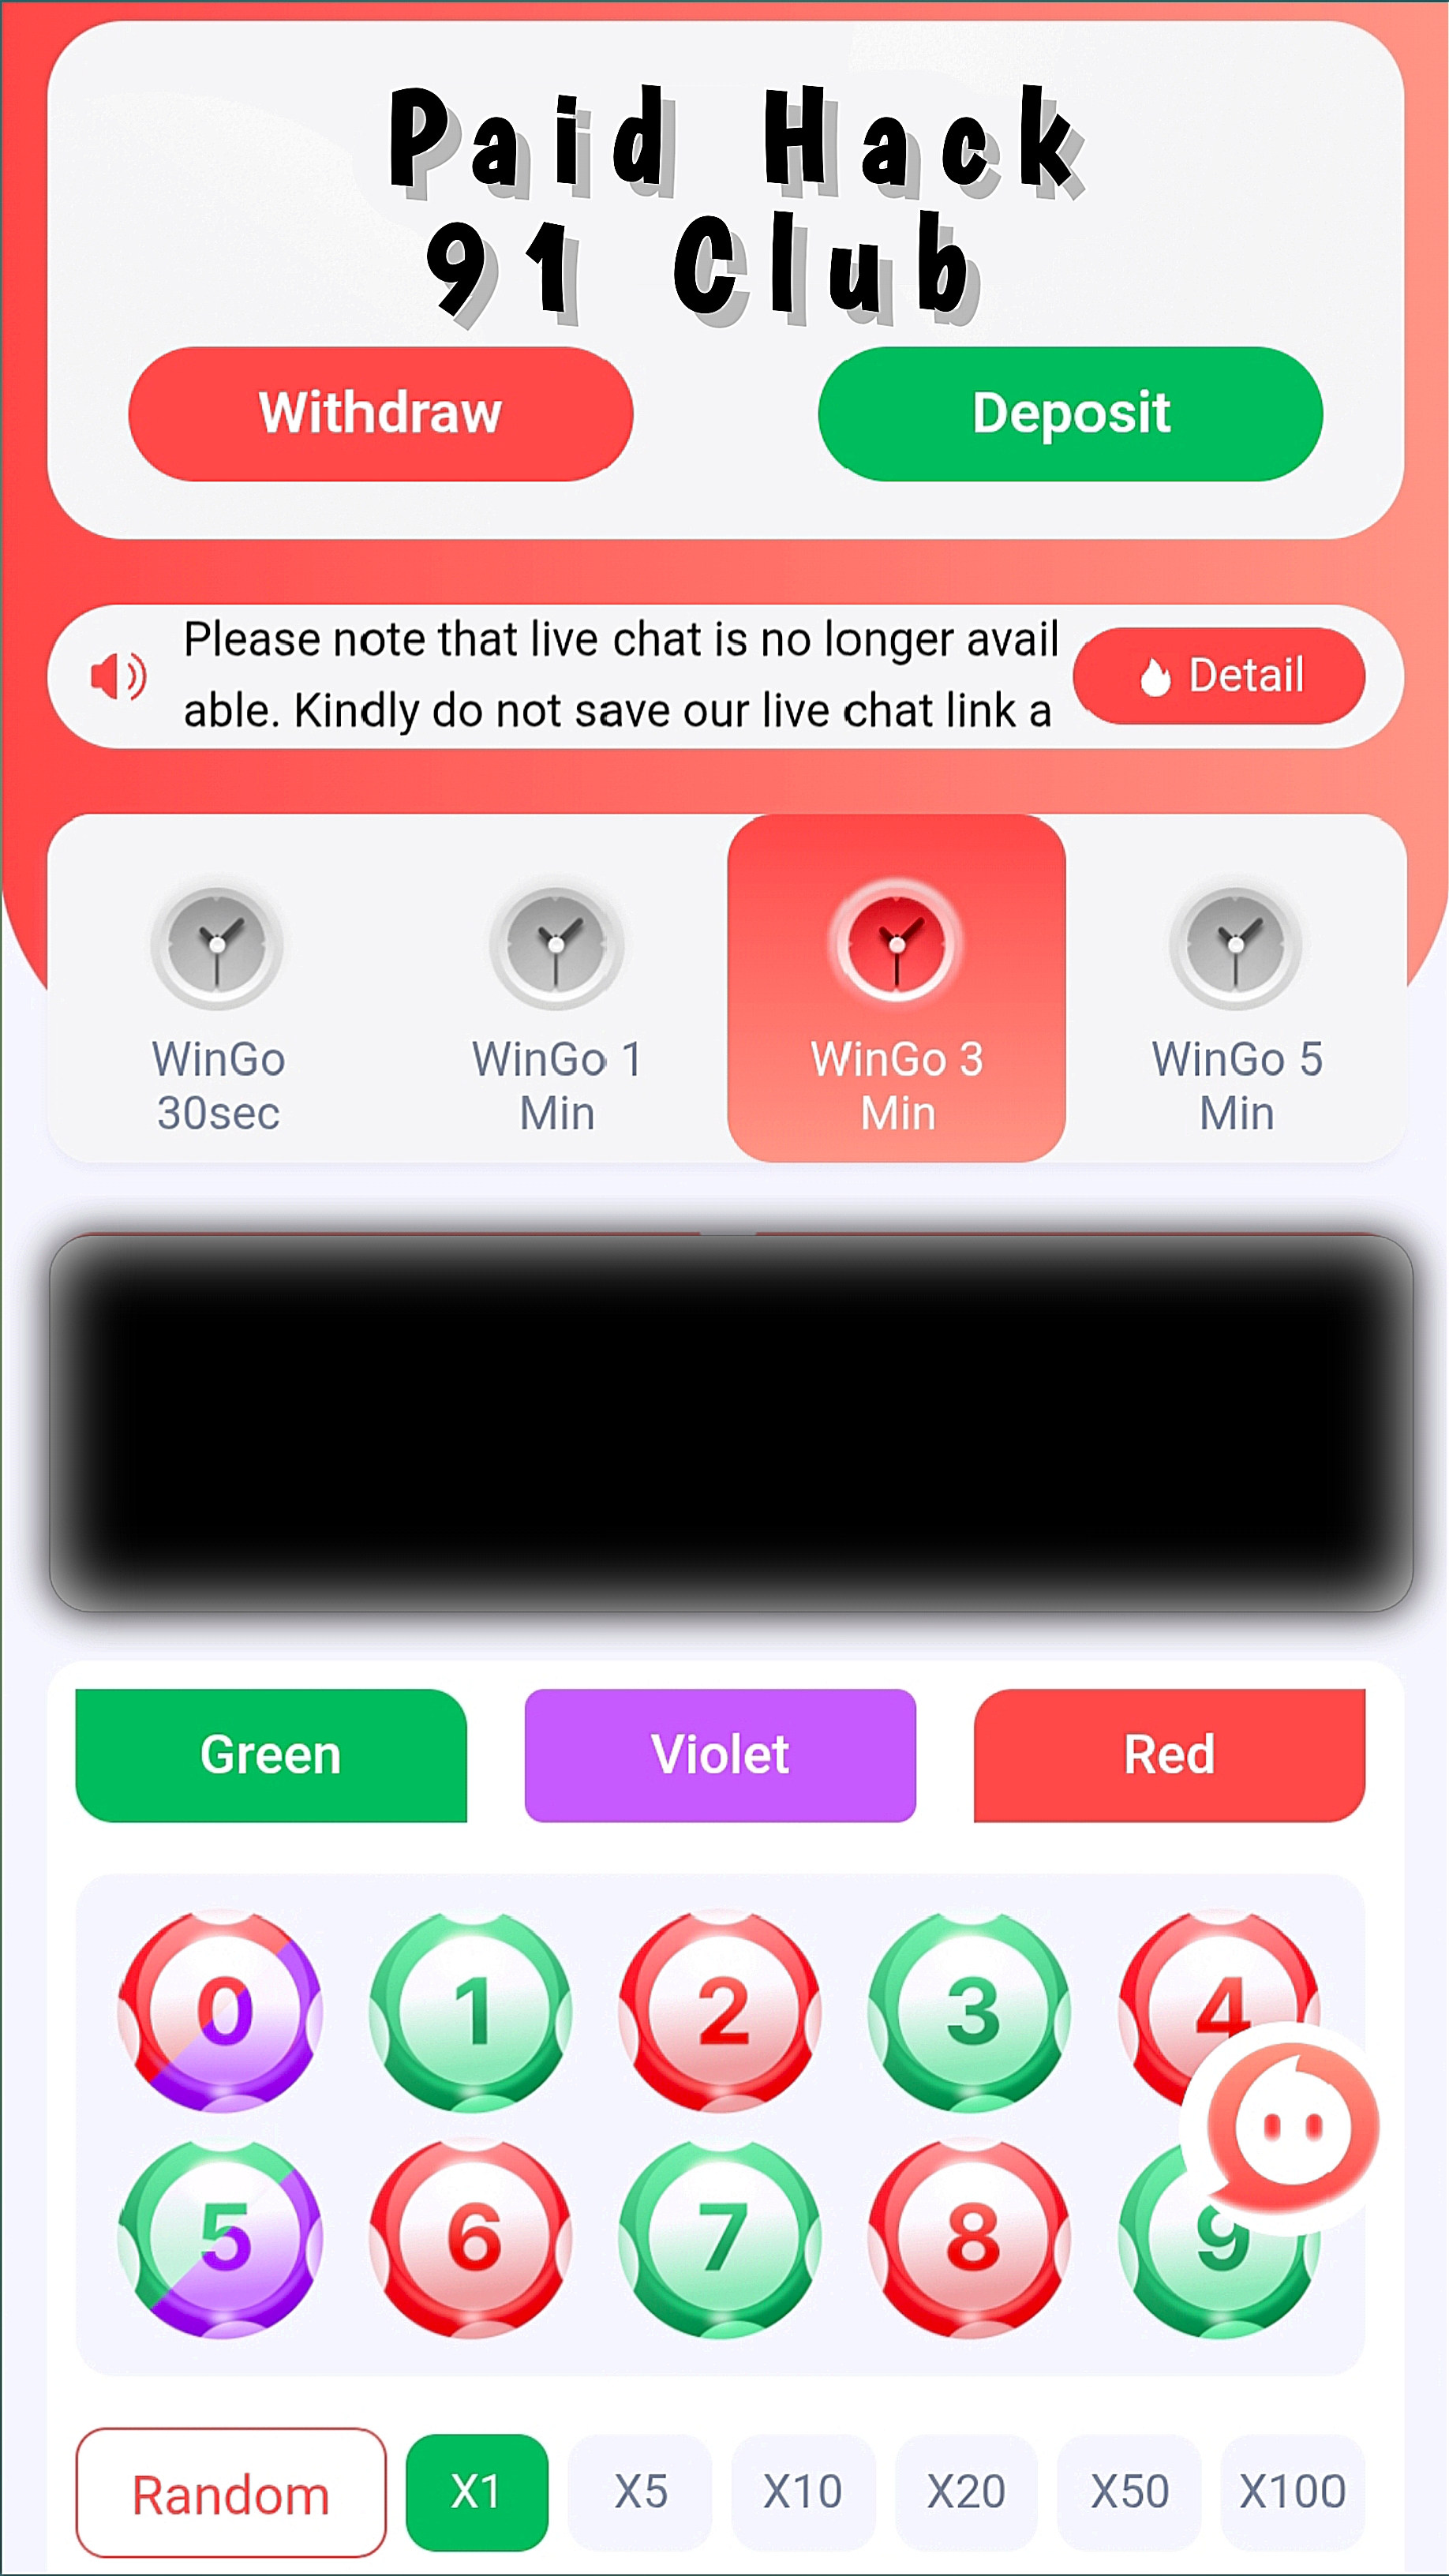 Paid Hack
91 Club
Withdraw
Deposit
Please note that live chat is no longer avail
able. Kindly do not save our live chat link a
Detail
WinGo
30sec
WinGo 1
Min
WinGo 3
Min
WinGo 5
Min
Green
Violet
Red
0
1
2
3
4
5
6
7
8
9
Random
X1
X5
X10
X20
X50
X100